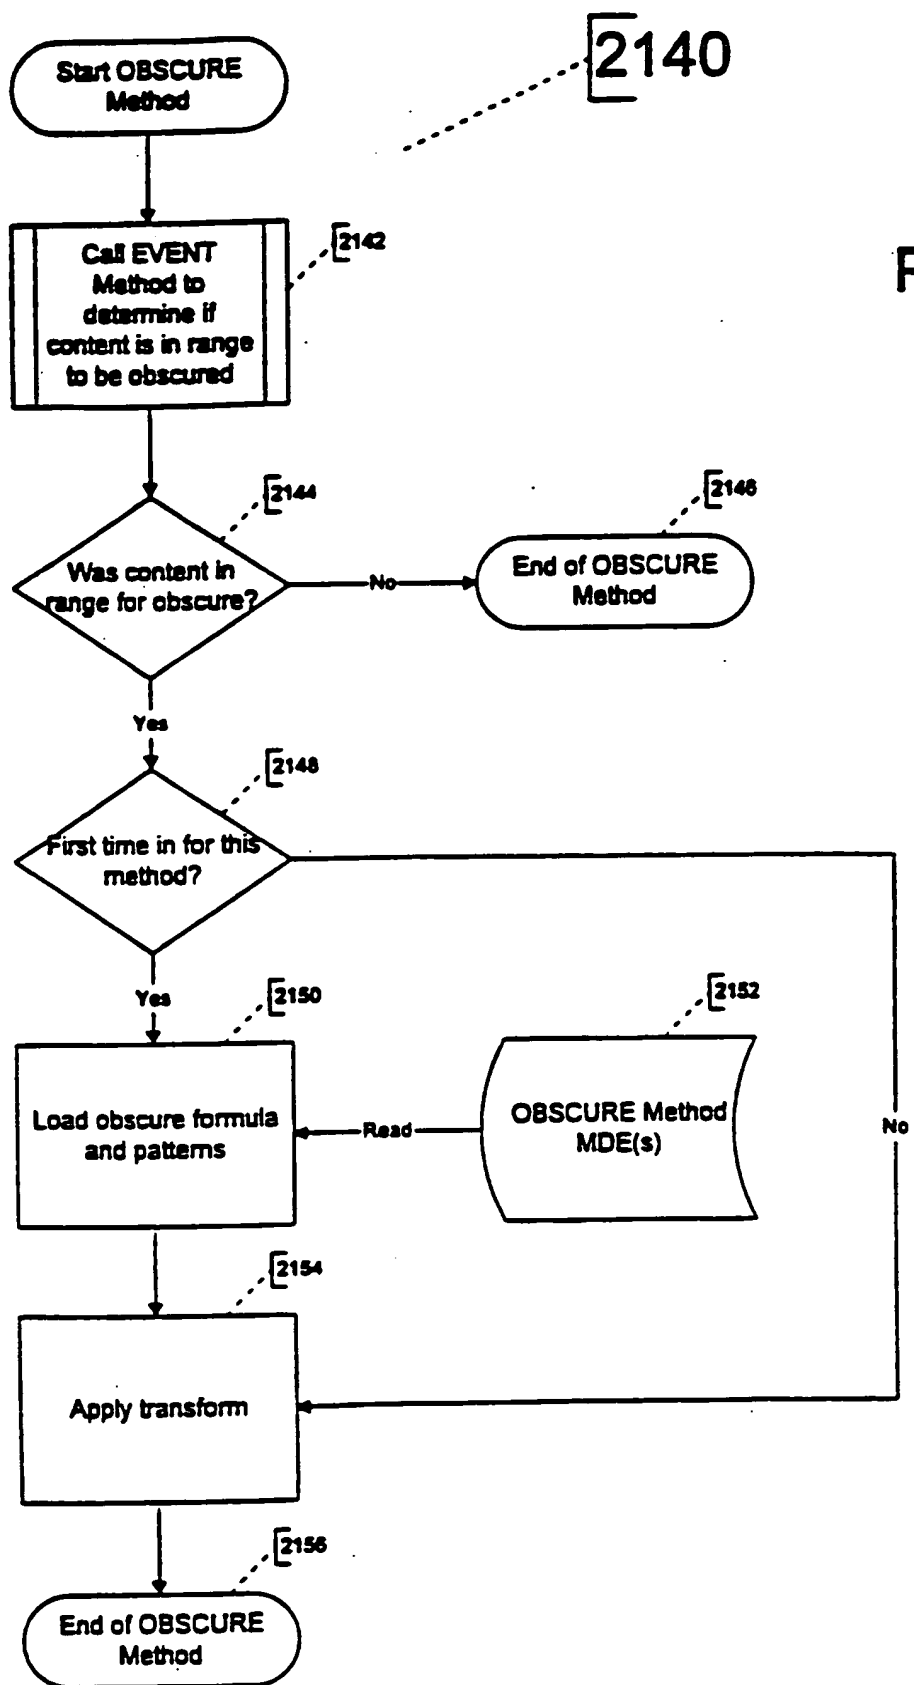 2140
Start OBSCURE
Method
2142
F
Call EVENT
Method to
determine if
content is in range
to be obscured
2144
2146
Was content in
range for obscure?
No
End of OBSCURE
Method
Yes
2148
First time in for this
method?
Yes
2150
2152
Load obscure formula
and patterns
Read
OBSCURE Method
MDE(s)
No
2154
Apply transform
2156
End of OBSCURE
Method